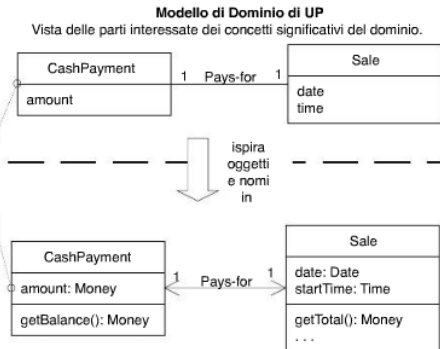 Modello di Dominio di UP
Vista delle parti interessate dei concetti significativi del dominio.
CashPayment
amount
1 Pays-for 1
Sale
date
time
ispira
oggetti
e nomi
in
CashPayment
amount: Money
getBalance(): Money
1 Pays-for 1
Sale
date: Date
startTime: Time
getTotal(): Money
. . .